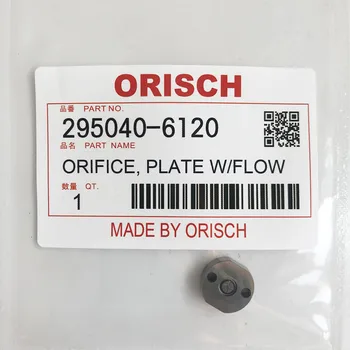 ORISCH
品番 PART NO.
295040-6120
品名 PART NAME
ORIFICE, PLATE W/FLOW
数量 QT.
1
MADE BY ORISCH